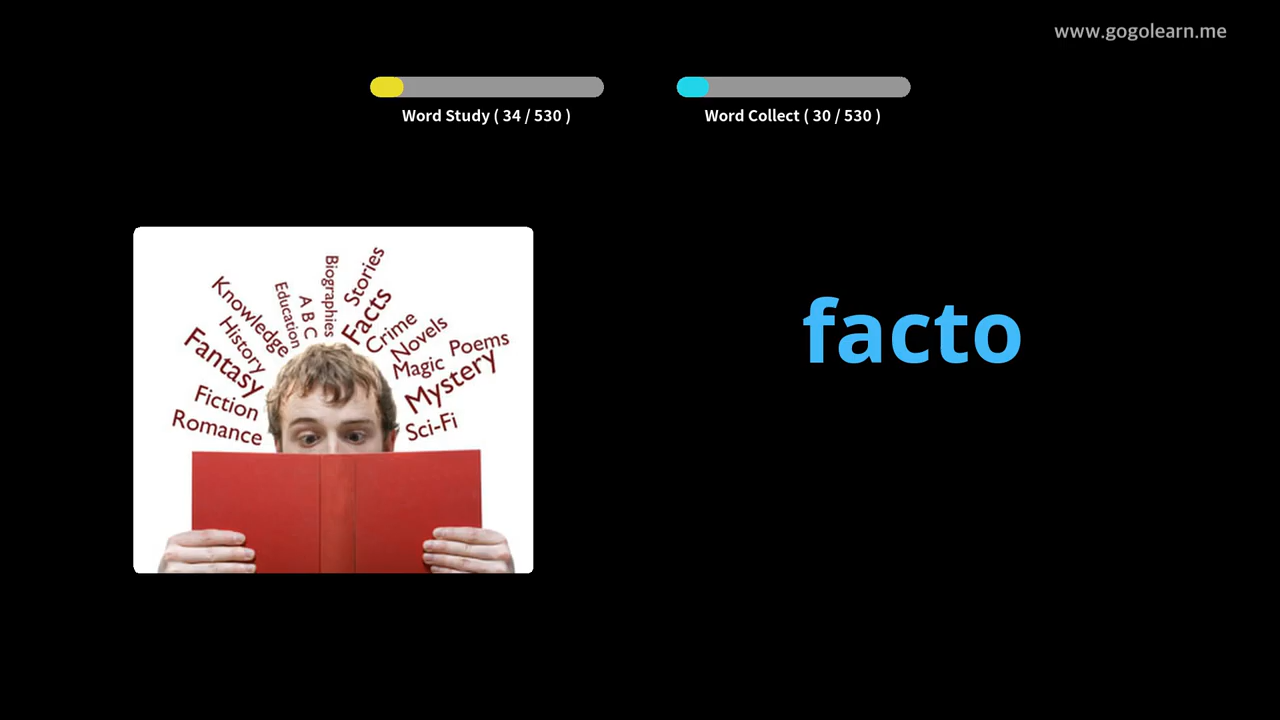 www.gogolearn.me
Word Study ( 34 / 530 )
Word Collect ( 30 / 530 )
Biographies
Stories
Education
A B C
Facts
Knowledge
Crime
History
Novels
Poems
Fantasy
Magic
Mystery
Fiction
Romance
Sci-Fi
facto